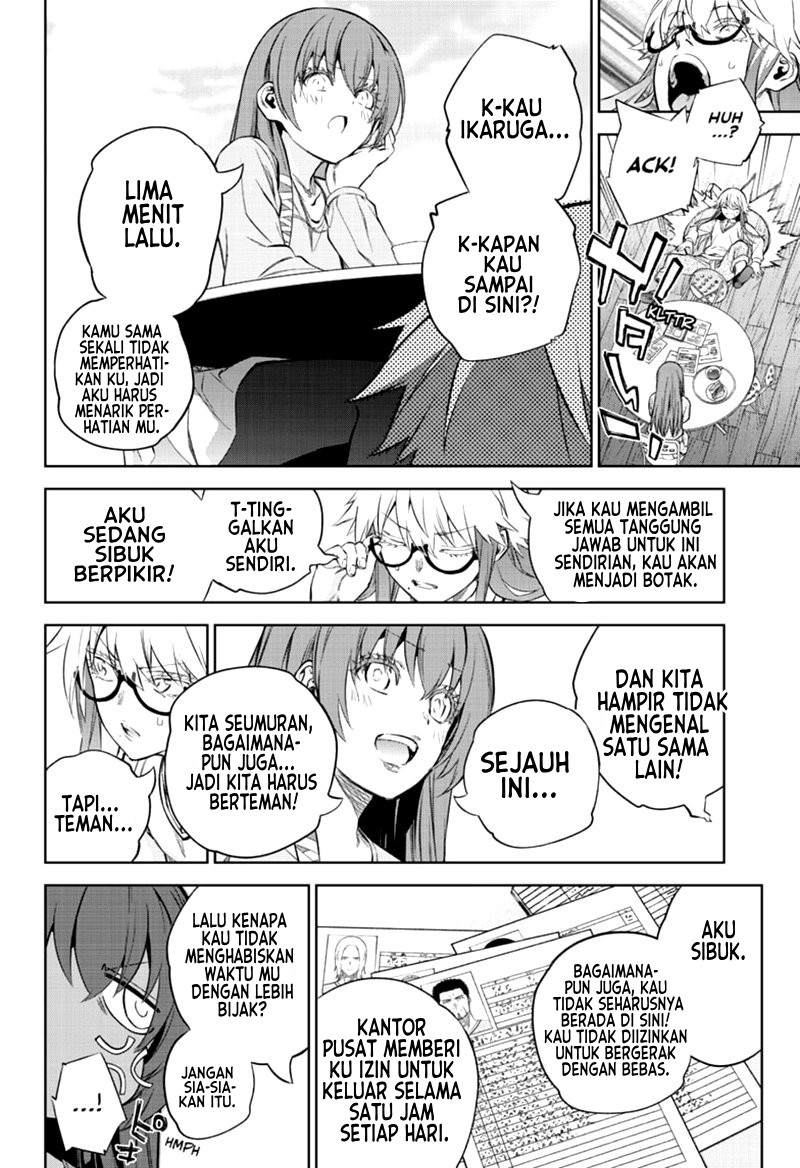 HUH
...?
ACK!
KLTTR
ガタタッ
K-KAU
IKARUGA...
K-KAPAN
KAU
SAMPAI
DI SINI?!
LIMA
MENIT
LALU.
KAMU SAMA
SEKALI TIDAK
MEMPERHATI-
KAN KU, JADI
AKU HARUS
MENARIK PER-
HATIAN MU.
JIKA KAU MENGAMBIL
SEMUA TANGGUNG
JAWAB UNTUK INI
SENDIRIAN, KAU AKAN
MENJADI BOTAK.
T-TING-
GALKAN
AKU
SENDIRI.
AKU
SEDANG
SIBUK
BERPIKIR!
DAN KITA
HAMPIR TIDAK
MENGENAL
SATU SAMA
LAIN!
SEJAUH
INI...
KITA SEUMURAN,
BAGAIMANA-
PUN JUGA...
JADI KITA HARUS
BERTEMAN!
TAPI...
TEMAN...
AKU
SIBUK.
BAGAIMANA-
PUN JUGA, KAU
TIDAK SEHARUSNYA
BERADA DI SINI!
KAU TIDAK DIIZINKAN
UNTUK BERGERAK
DENGAN BEBAS.
KANTOR
PUSAT MEMBERI
KU IZIN UNTUK
KELUAR SELAMA
SATU JAM
SETIAP HARI.
LALU KENAPA
KAU TIDAK
MENGHABISKAN
WAKTU MU
DENGAN LEBIH
BIJAK?
JANGAN
SIA-SIA-
KAN ITU.
....!
HMPH